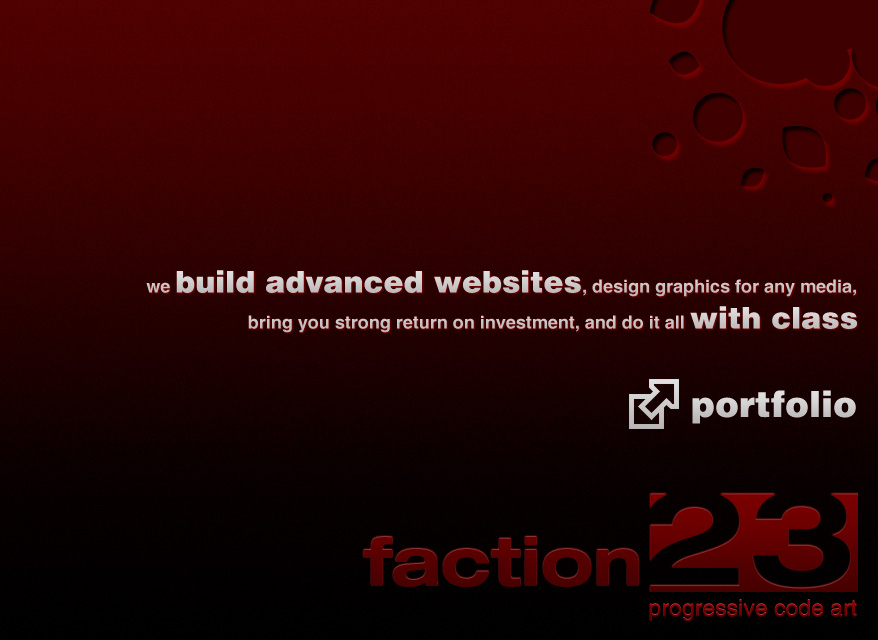 we build advanced websites, design graphics for any media,
bring you strong return on investment, and do it all with class
portfolio
faction23
progressive code art